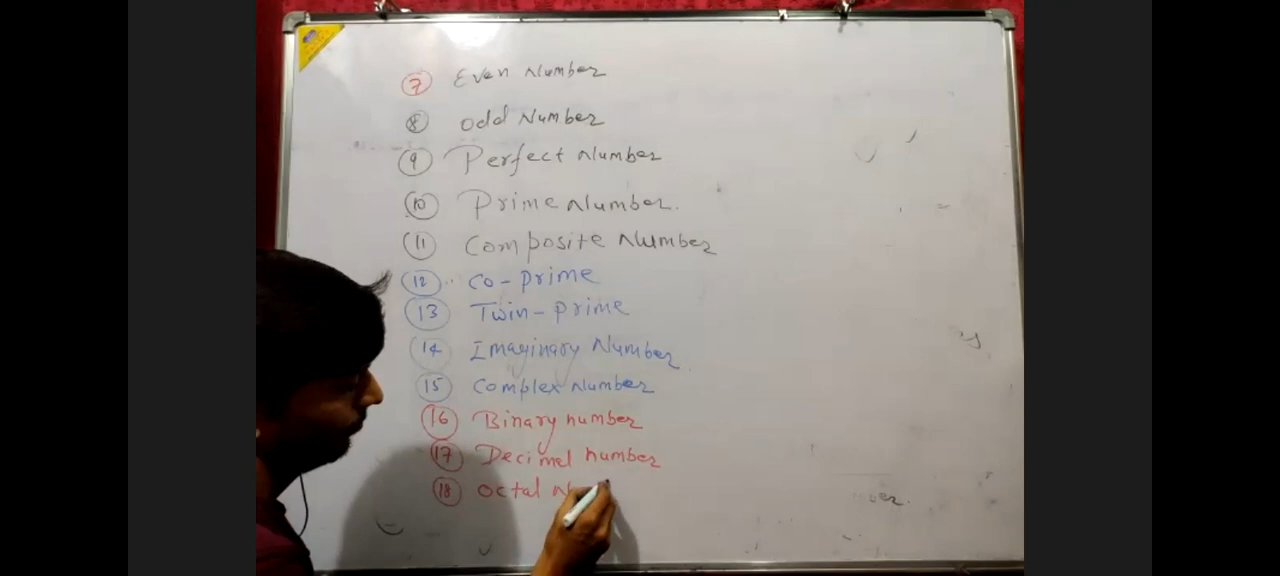 7 Even Number
8 Odd Number
9 Perfect Number
10 Prime Number.
11 Composite Number
12 Co-prime
13 Twin-prime
14 Imaginary Number
15 Complex Number
16 Binary number
17 Decimel number
18 Octal N